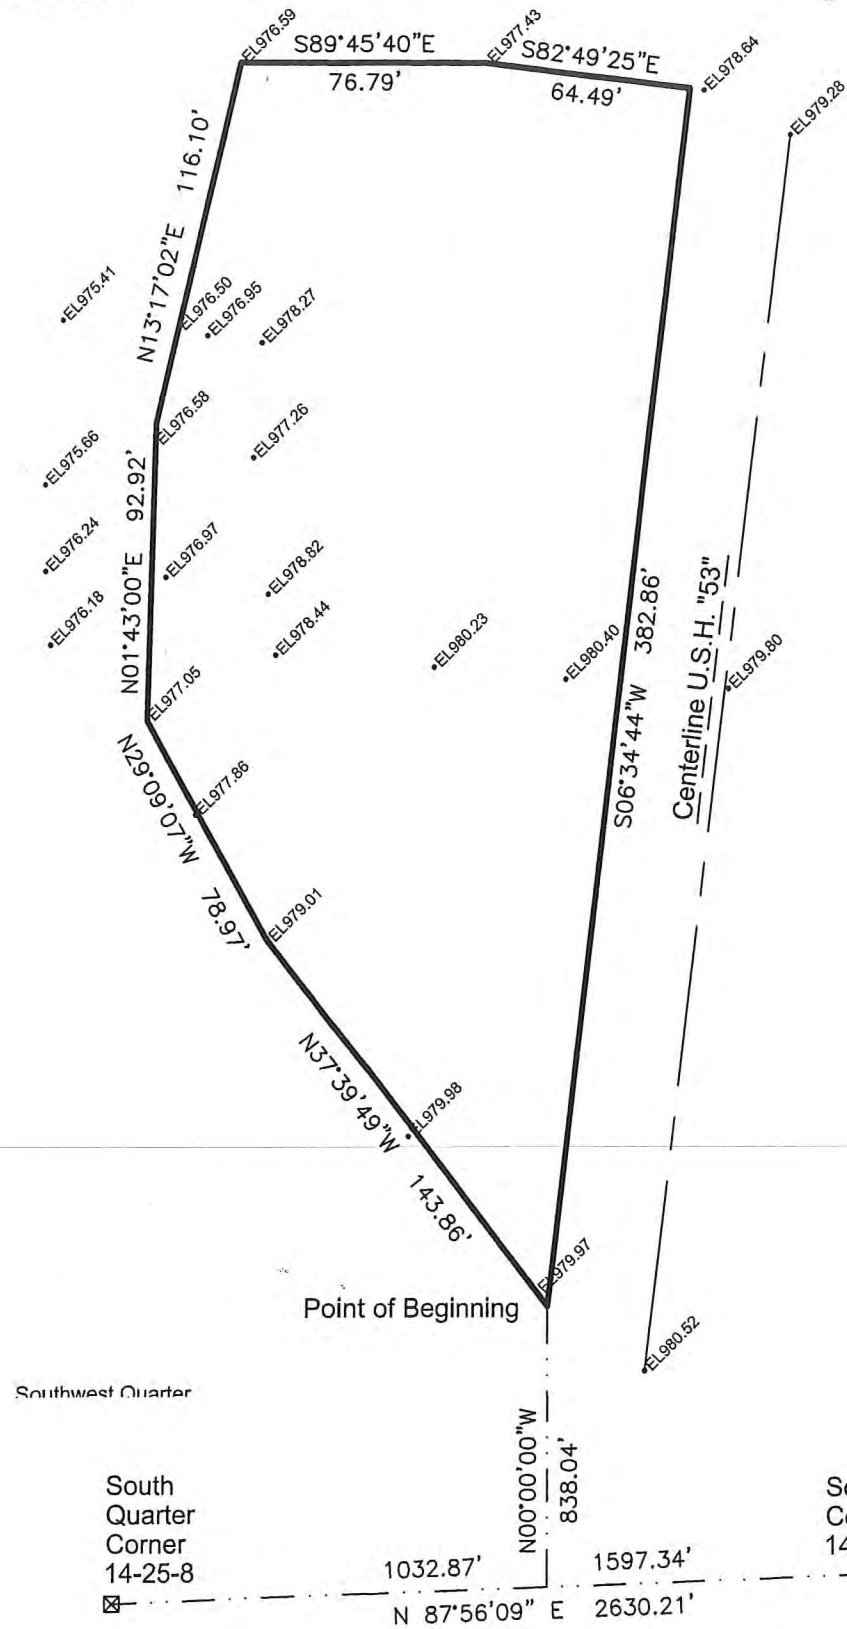 EL976.59
S89°45'40"E
76.79'
EL977.43
S82°49'25"E
64.49'
EL978.64
EL979.28
N13°17'02"E 116.10'
EL975.41
EL976.50
EL976.95
EL978.27
EL976.58
EL977.26
EL975.66
N01°43'00"E 92.92'
EL976.24
EL976.97
EL978.82
EL976.18
EL978.44
EL980.23
EL980.40
S06°34'44"W 382.86'
Centerline U.S.H. "53"
EL979.80
EL977.05
N29°09'07"W 78.97'
EL977.86
EL979.01
N37°39'49"W 143.86'
EL979.98
EL979.97
Point of Beginning
EL980.52
Southwest Quarter
N00°00'00"W
838.04'
South
Quarter
Corner
14-25-8
1032.87'
1597.34'
N 87°56'09" E 2630.21'